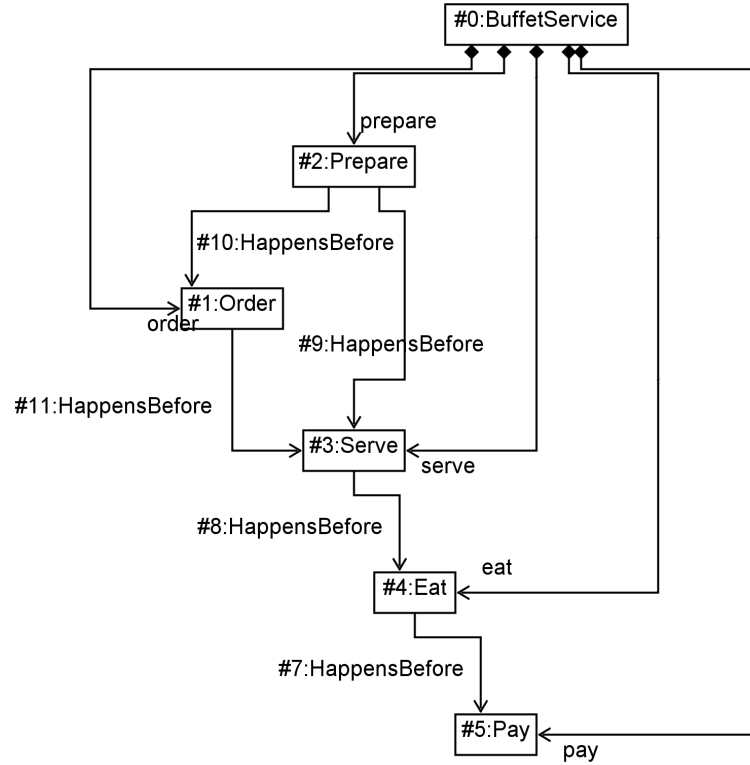 #0:BuffetService
prepare
#2:Prepare
#10:HappensBefore
#1:Order
order
#9:HappensBefore
#11:HappensBefore
#3:Serve
serve
#8:HappensBefore
eat
#4:Eat
#7:HappensBefore
#5:Pay
pay